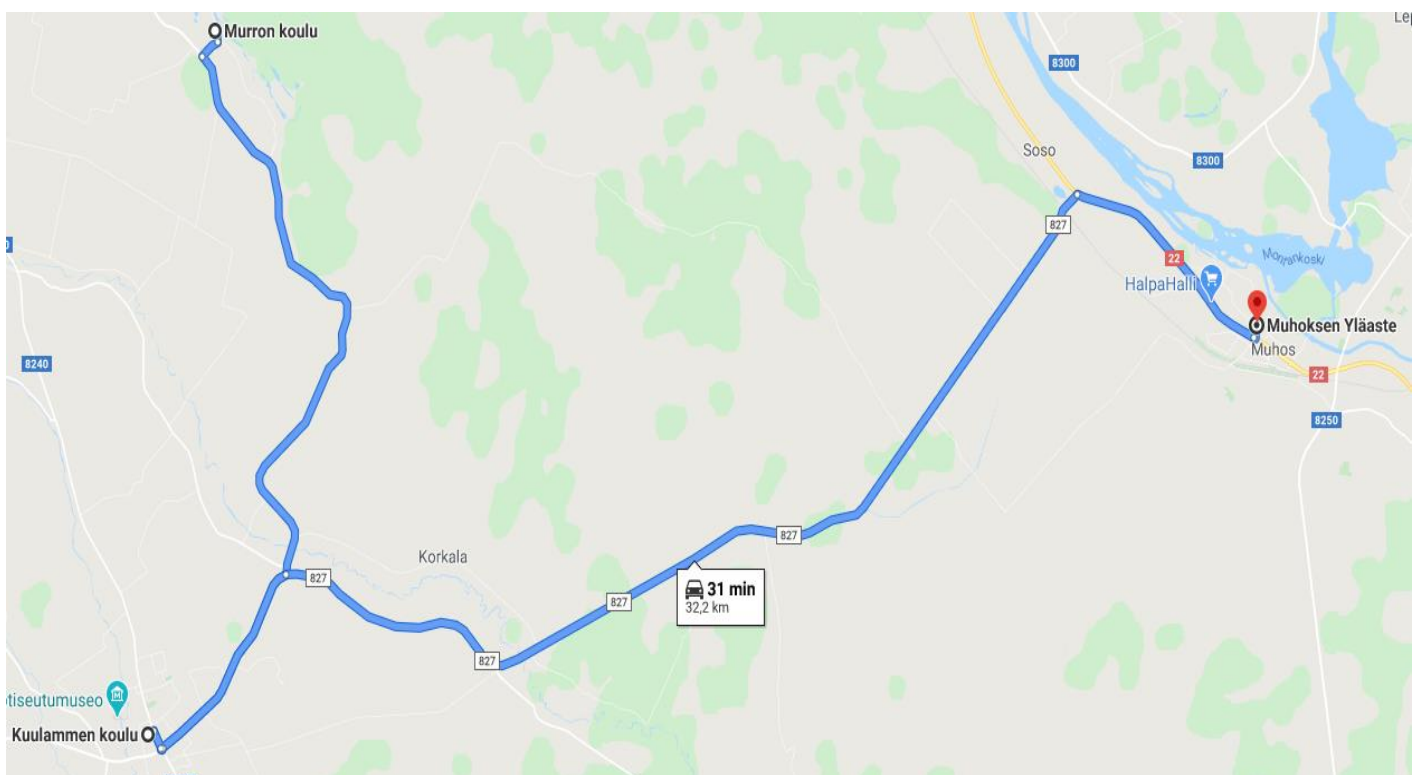 Murron koulu
Lep
8300
8300
Soso
827
22
Montankoski
HalpaHalli
Muhoksen Yläaste
Muhos
22
8240
8250
827
Korkala
827
31 min
32,2 km
827
827
otiseutumuseo
Kuulammen koulu